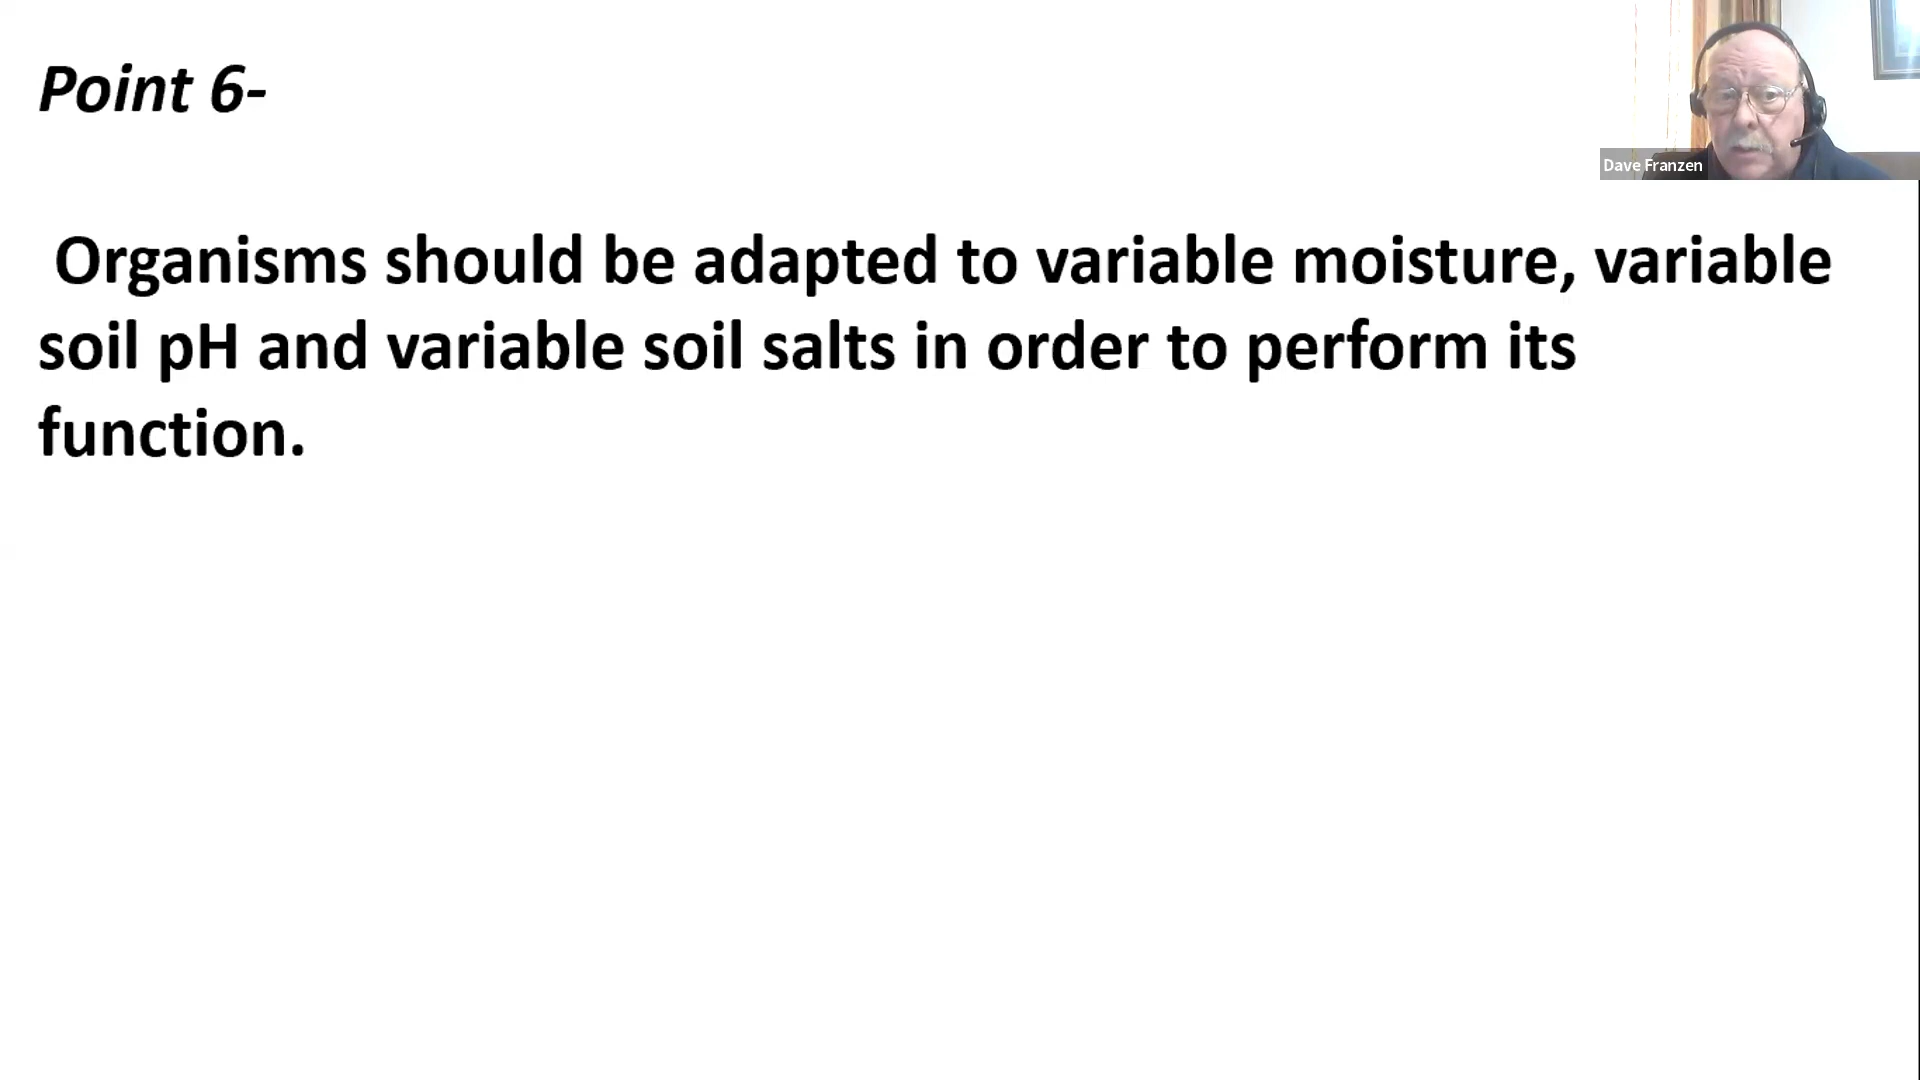 Point 6-
Dave Franzen
Organisms should be adapted to variable moisture, variable
soil pH and variable soil salts in order to perform its
function.